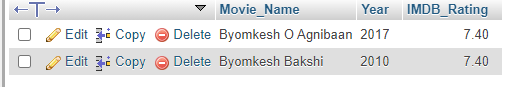 Movie_Name Year IMDB_Rating
Edit Copy Delete Byomkesh O Agnibaan 2017 7.40
Edit Copy Delete Byomkesh Bakshi 2010 7.40